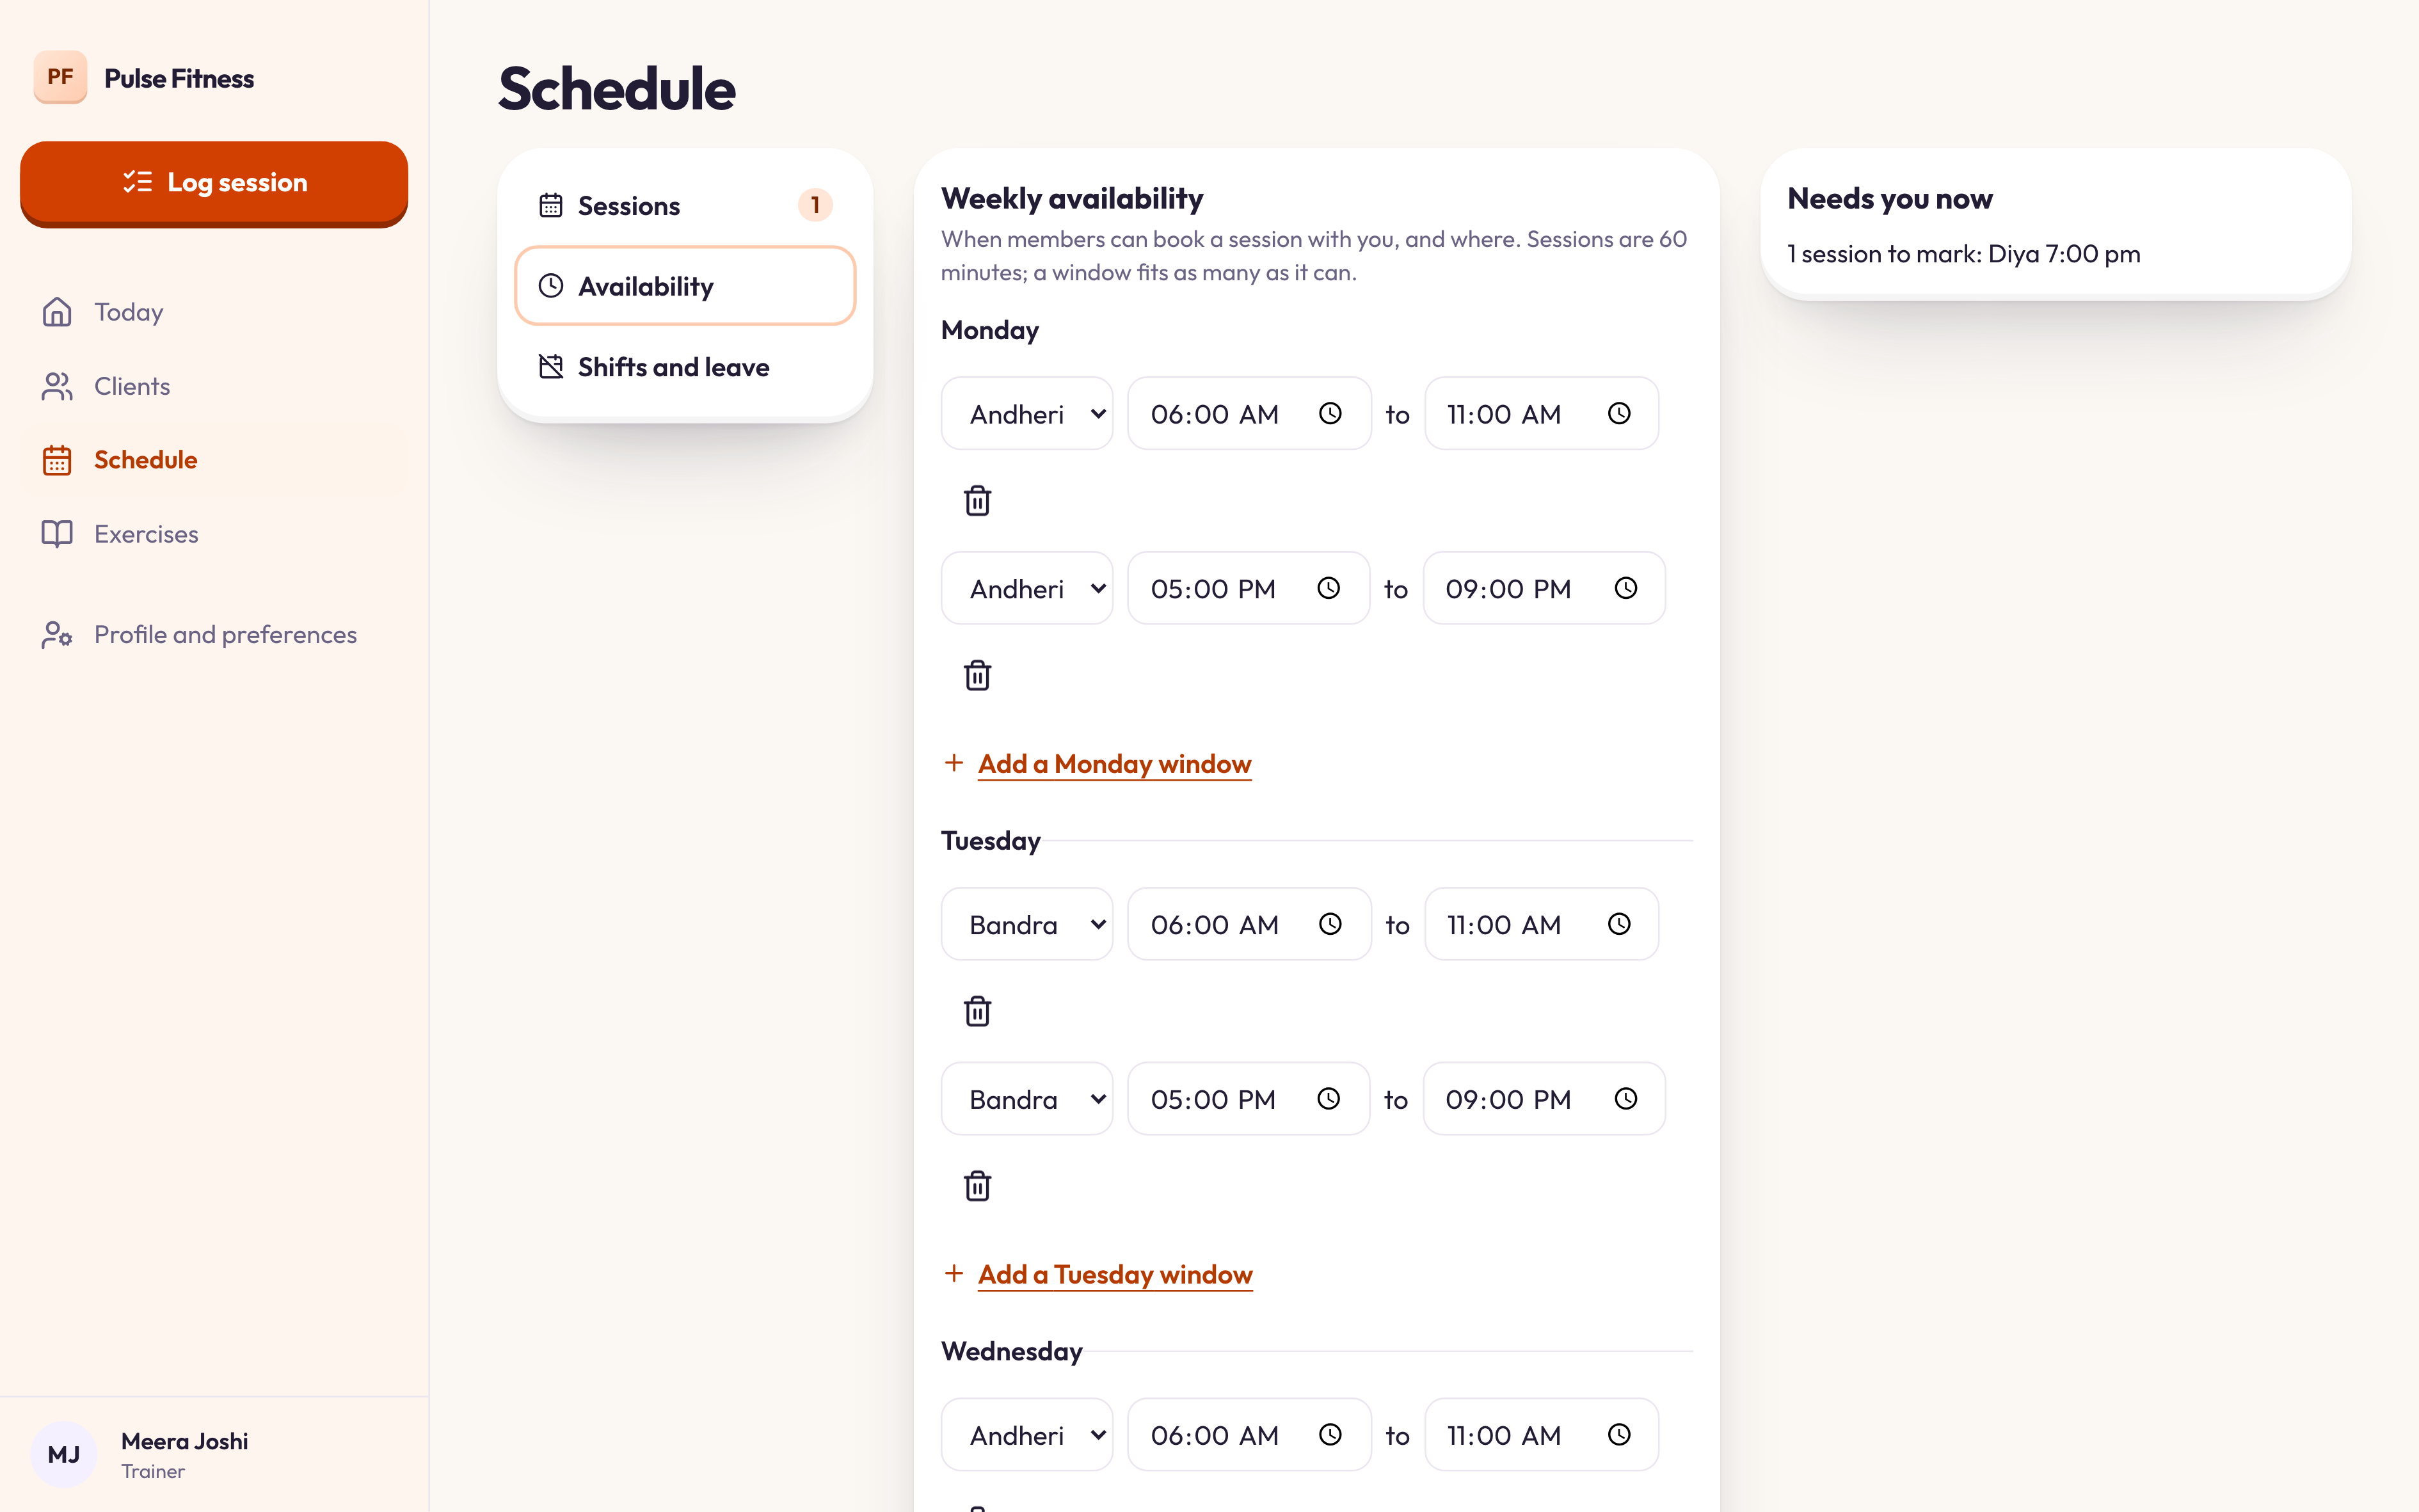 PF
Pulse Fitness
Log session
Today
Clients
Schedule
Exercises
Profile and preferences
MJ
Meera Joshi
Trainer
Schedule
Sessions
1
Availability
Shifts and leave
Weekly availability
When members can book a session with you, and where. Sessions are 60
minutes; a window fits as many as it can.
Monday
Andheri 06:00 AM to 11:00 AM
Andheri 05:00 PM to 09:00 PM
+ Add a Monday window
Tuesday
Bandra 06:00 AM to 11:00 AM
Bandra 05:00 PM to 09:00 PM
+ Add a Tuesday window
Wednesday
Andheri 06:00 AM to 11:00 AM
Needs you now
1 session to mark: Diya 7:00 pm